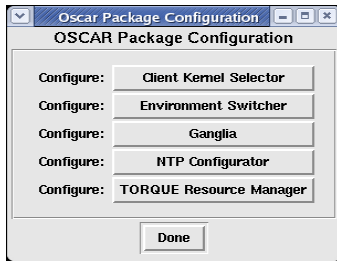 Oscar Package Configuration
OSCAR Package Configuration
Configure: Client Kernel Selector
Configure: Environment Switcher
Configure: Ganglia
Configure: NTP Configurator
Configure: TORQUE Resource Manager
Done